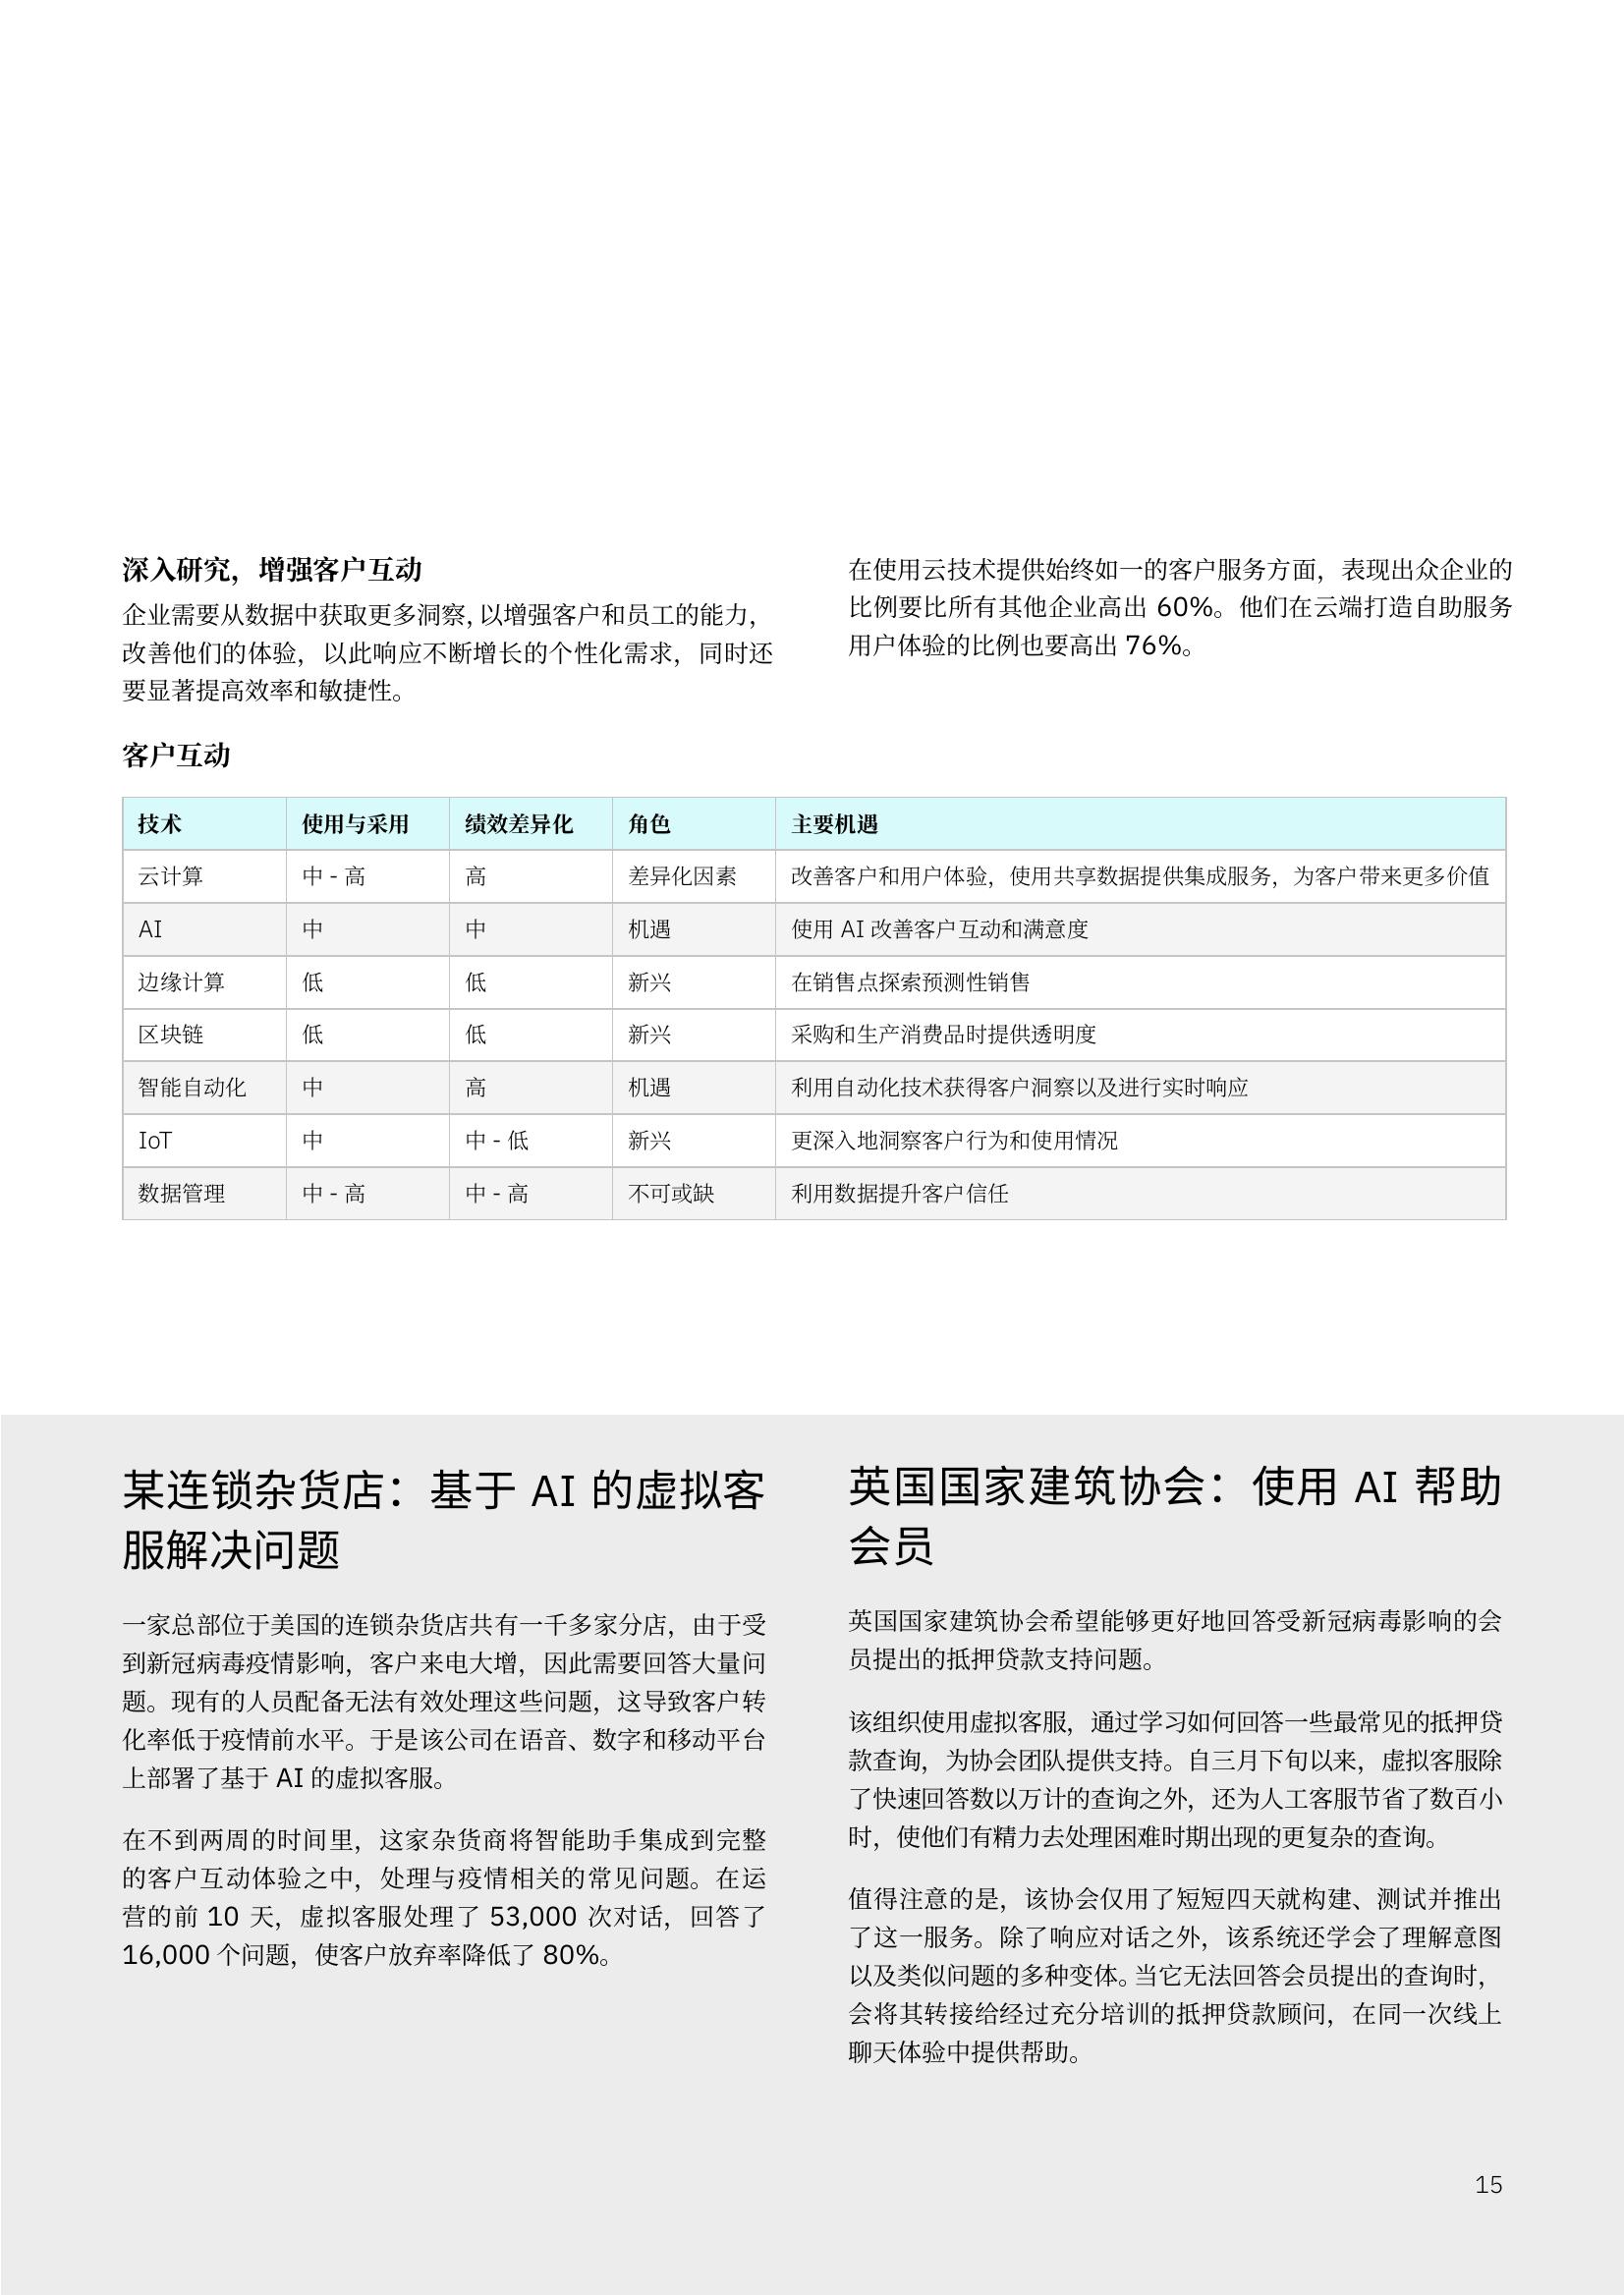 深入研究，增强客户互动
企业需要从数据中获取更多洞察，以增强客户和员工的能力，
改善他们的体验，以此响应不断增长的个性化需求，同时还
要显著提高效率和敏捷性。
在使用云技术提供始终如一的客户服务方面，表现出众企业的
比例要比所有其他企业高出 60%。他们在云端打造自助服务
用户体验的比例也要高出 76%。
客户互动
技术 使用与采用 绩效差异化 角色 主要机遇
云计算 中 - 高 高 差异化因素 改善客户和用户体验，使用共享数据提供集成服务，为客户带来更多价值
AI 中 中 机遇 使用 AI 改善客户互动和满意度
边缘计算 低 低 新兴 在销售点探索预测性销售
区块链 低 低 新兴 采购和生产消费品时提供透明度
智能自动化 中 高 机遇 利用自动化技术获得客户洞察以及进行实时响应
IoT 中 中 - 低 新兴 更深入地洞察客户行为和使用情况
数据管理 中 - 高 中 - 高 不可或缺 利用数据提升客户信任
某连锁杂货店：基于 AI 的虚拟客
服解决问题
一家总部位于美国的连锁杂货店共有一千多家分店，由于受
到新冠病毒疫情影响，客户来电大增，因此需要回答大量问
题。现有的人员配备无法有效处理这些问题，这导致客户转
化率低于疫情前水平。于是该公司在语音、数字和移动平台
上部署了基于 AI 的虚拟客服。
在不到两周的时间里，这家杂货商将智能助手集成到完整
的客户互动体验之中，处理与疫情相关的常见问题。在运
营的前 10 天，虚拟客服处理了 53,000 次对话，回答了
16,000 个问题，使客户放弃率降低了 80%。
英国国家建筑协会：使用 AI 帮助
会员
英国国家建筑协会希望能够更好地回答受新冠病毒影响的会
员提出的抵押贷款支持问题。
该组织使用虚拟客服，通过学习如何回答一些最常见的抵押贷
款查询，为协会团队提供支持。自三月下旬以来，虚拟客服除
了快速回答数以万计的查询之外，还为人工客服节省了数百小
时，使他们有精力去处理困难时期出现的更复杂的查询。
值得注意的是，该协会仅用了短短四天就构建、测试并推出
了这一服务。除了响应对话之外，该系统还学会了理解意图
以及类似问题的多种变体。当它无法回答会员提出的查询时，
会将其转接给经过充分培训的抵押贷款顾问，在同一次线上
聊天体验中提供帮助。
15